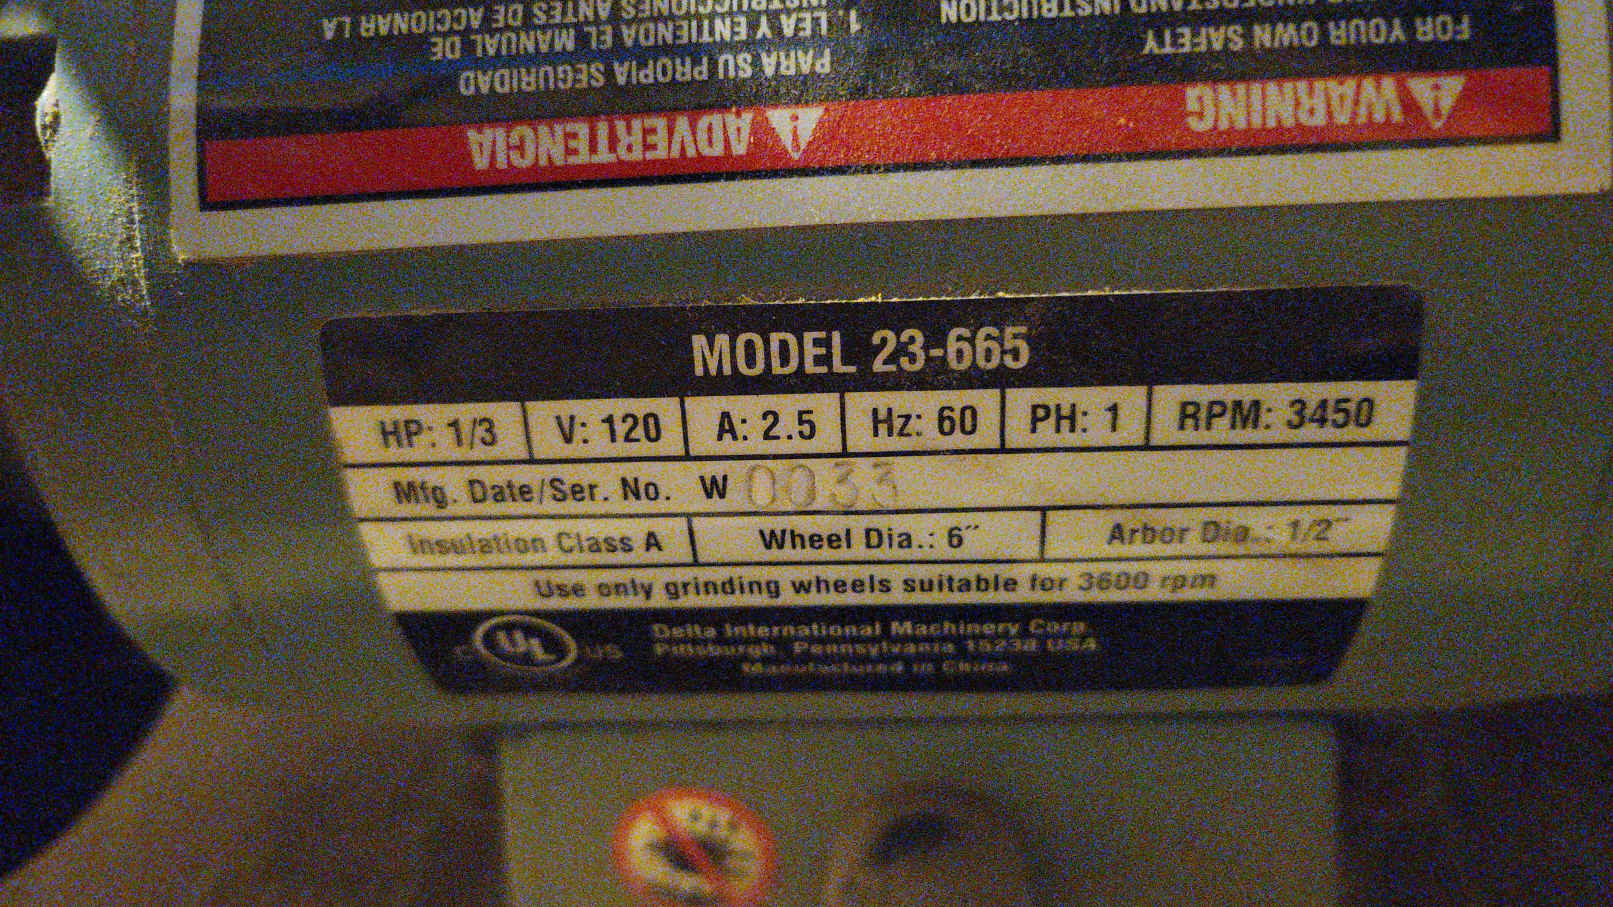 WARNING
FOR YOUR OWN SAFETY
INSTRUCTION
ADVERTENCIA
PARA SU PROPIA SEGURIDAD
1. LEA Y ENTIENDA EL MANUAL DE
INSTRUCCIONES ANTES DE ACCIONAR LA
MODEL 23-665
HP: 1/3 V: 120 A: 2.5 Hz: 60 PH: 1 RPM: 3450
Mfg. Date/Ser. No. W 0033
Insulation Class A Wheel Dia.: 6″ Arbor Dia.: 1/2″
Use only grinding wheels suitable for 3600 rpm
C UL US
Delta International Machinery Corp.
Pittsburgh, Pennsylvania 15238 USA
Manufactured in China